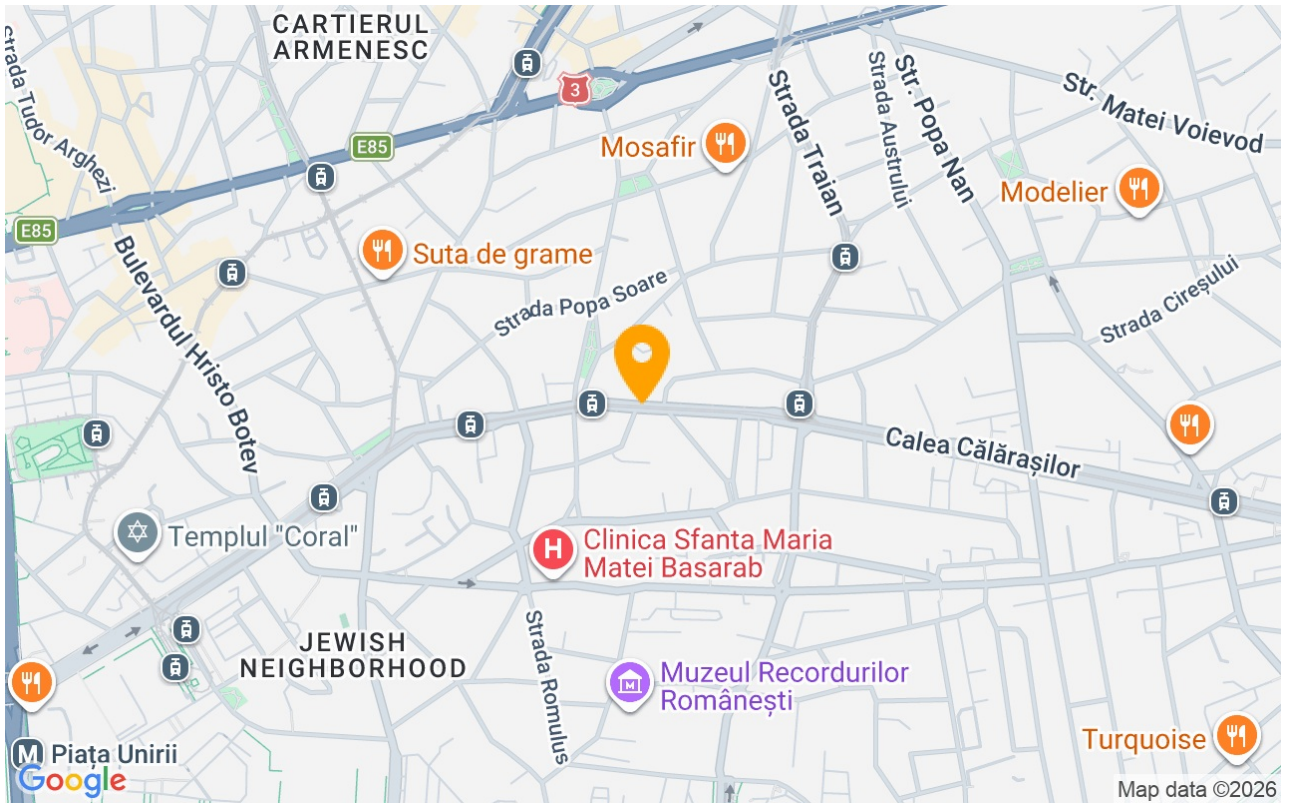 CARTIERUL
ARMENESC
Strada Tudor Arghezi
3
E85
E85
Mosafir
Strada Traian
Strada Austrului
Str. Popa Nan
Str. Matei Voievod
Modelier
Bulevardul Hristo Botev
Suta de grame
Strada Popa Soare
Strada Cireșului
Calea Călărașilor
Templul "Coral"
H
Clinica Sfanta Maria
Matei Basarab
JEWISH
NEIGHBORHOOD
Strada Romulus
M
Muzeul Recordurilor
Românești
Turquoise
M Piața Unirii
Google
Map data ©2026